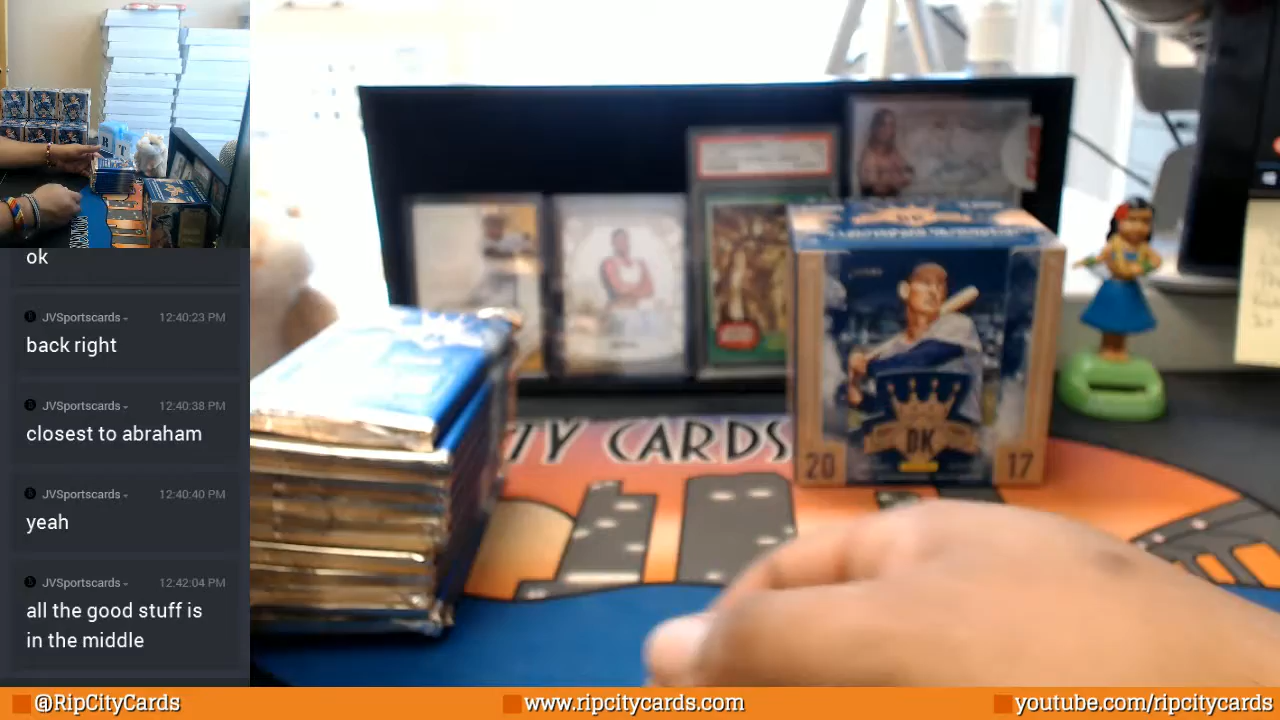 ok
JVSportscards
12:40:23 PM
back right
JVSportscards
12:40:38 PM
closest to abraham
JVSportscards
12:40:40 PM
yeah
JVSportscards
12:42:04 PM
all the good stuff is
in the middle
TY CARDS
DK
20
17
@RipCityCards
www.ripcitycards.com
youtube.com/ripcitycards